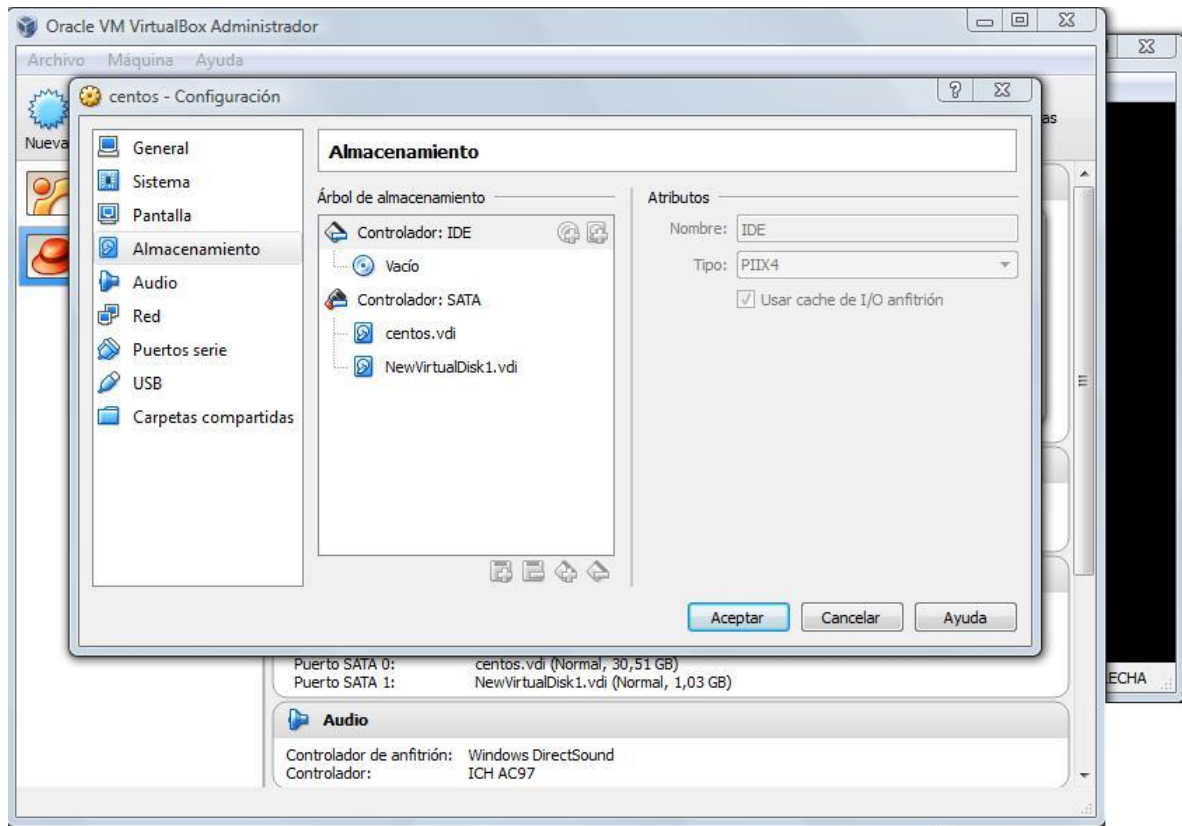 Oracle VM VirtualBox Administrador
Archivo Máquina Ayuda
Nueva
centos - Configuración
General
Sistema
Pantalla
Almacenamiento
Audio
Red
Puertos serie
USB
Carpetas compartidas
Almacenamiento
Árbol de almacenamiento
Controlador: IDE
Vacío
Controlador: SATA
centos.vdi
NewVirtualDisk1.vdi
Atributos
Nombre: IDE
Tipo: PIIX4
Usar cache de I/O anfitrión
Aceptar Cancelar Ayuda
as
Puerto SATA 0: centos.vdi (Normal, 30,51 GB)
Puerto SATA 1: NewVirtualDisk1.vdi (Normal, 1,03 GB)
Audio
Controlador de anfitrión: Windows DirectSound
Controlador: ICH AC97
ECHA